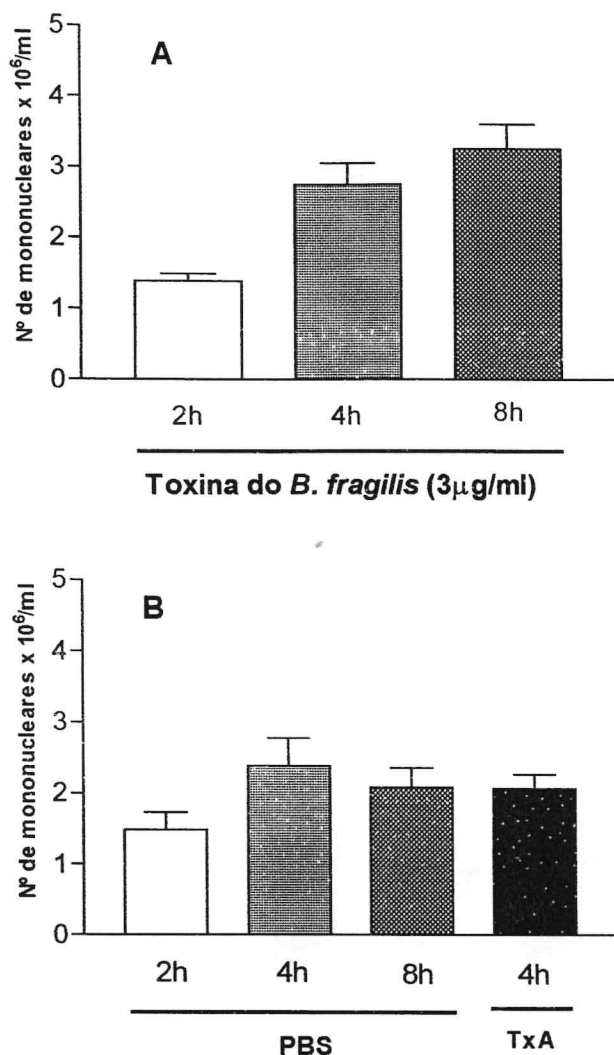 A
Nº de mononucleares x 10⁶/ml
5
4
3
2
1
0
2h 4h 8h
Toxina do B. fragilis (3µg/ml)
B
Nº de mononucleares x 10⁶/ml
5
4
3
2
1
0
2h 4h 8h 4h
PBS TxA